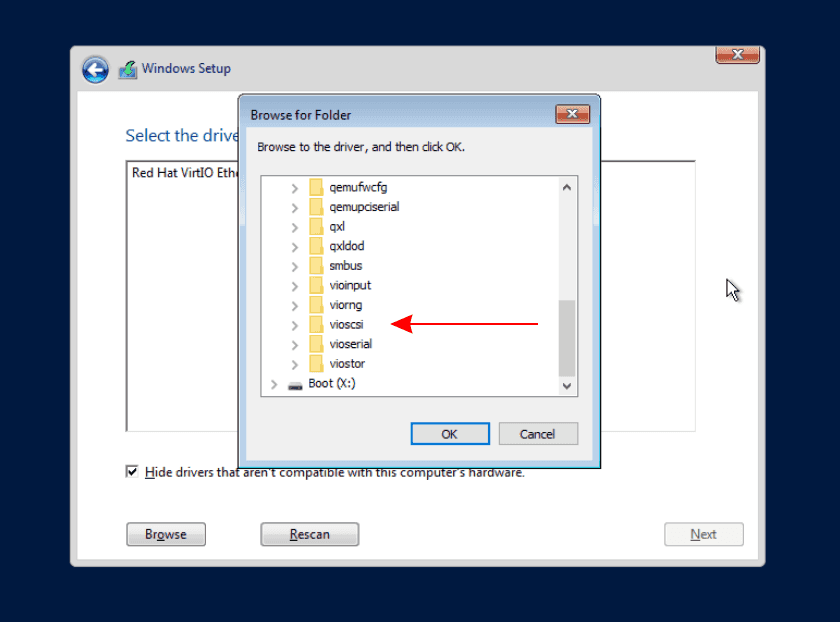 Windows Setup
Browse for Folder
Browse to the driver, and then click OK.
Select the drive
Red Hat VirtIO Eth
qemufwcfg
qemupciserial
qxl
qxldod
smbus
vioinput
viorng
vioscsi
vioserial
viostor
Boot (X:)
OK
Cancel
Hide drivers that aren't compatible with this computer's hardware.
Browse
Rescan
Next